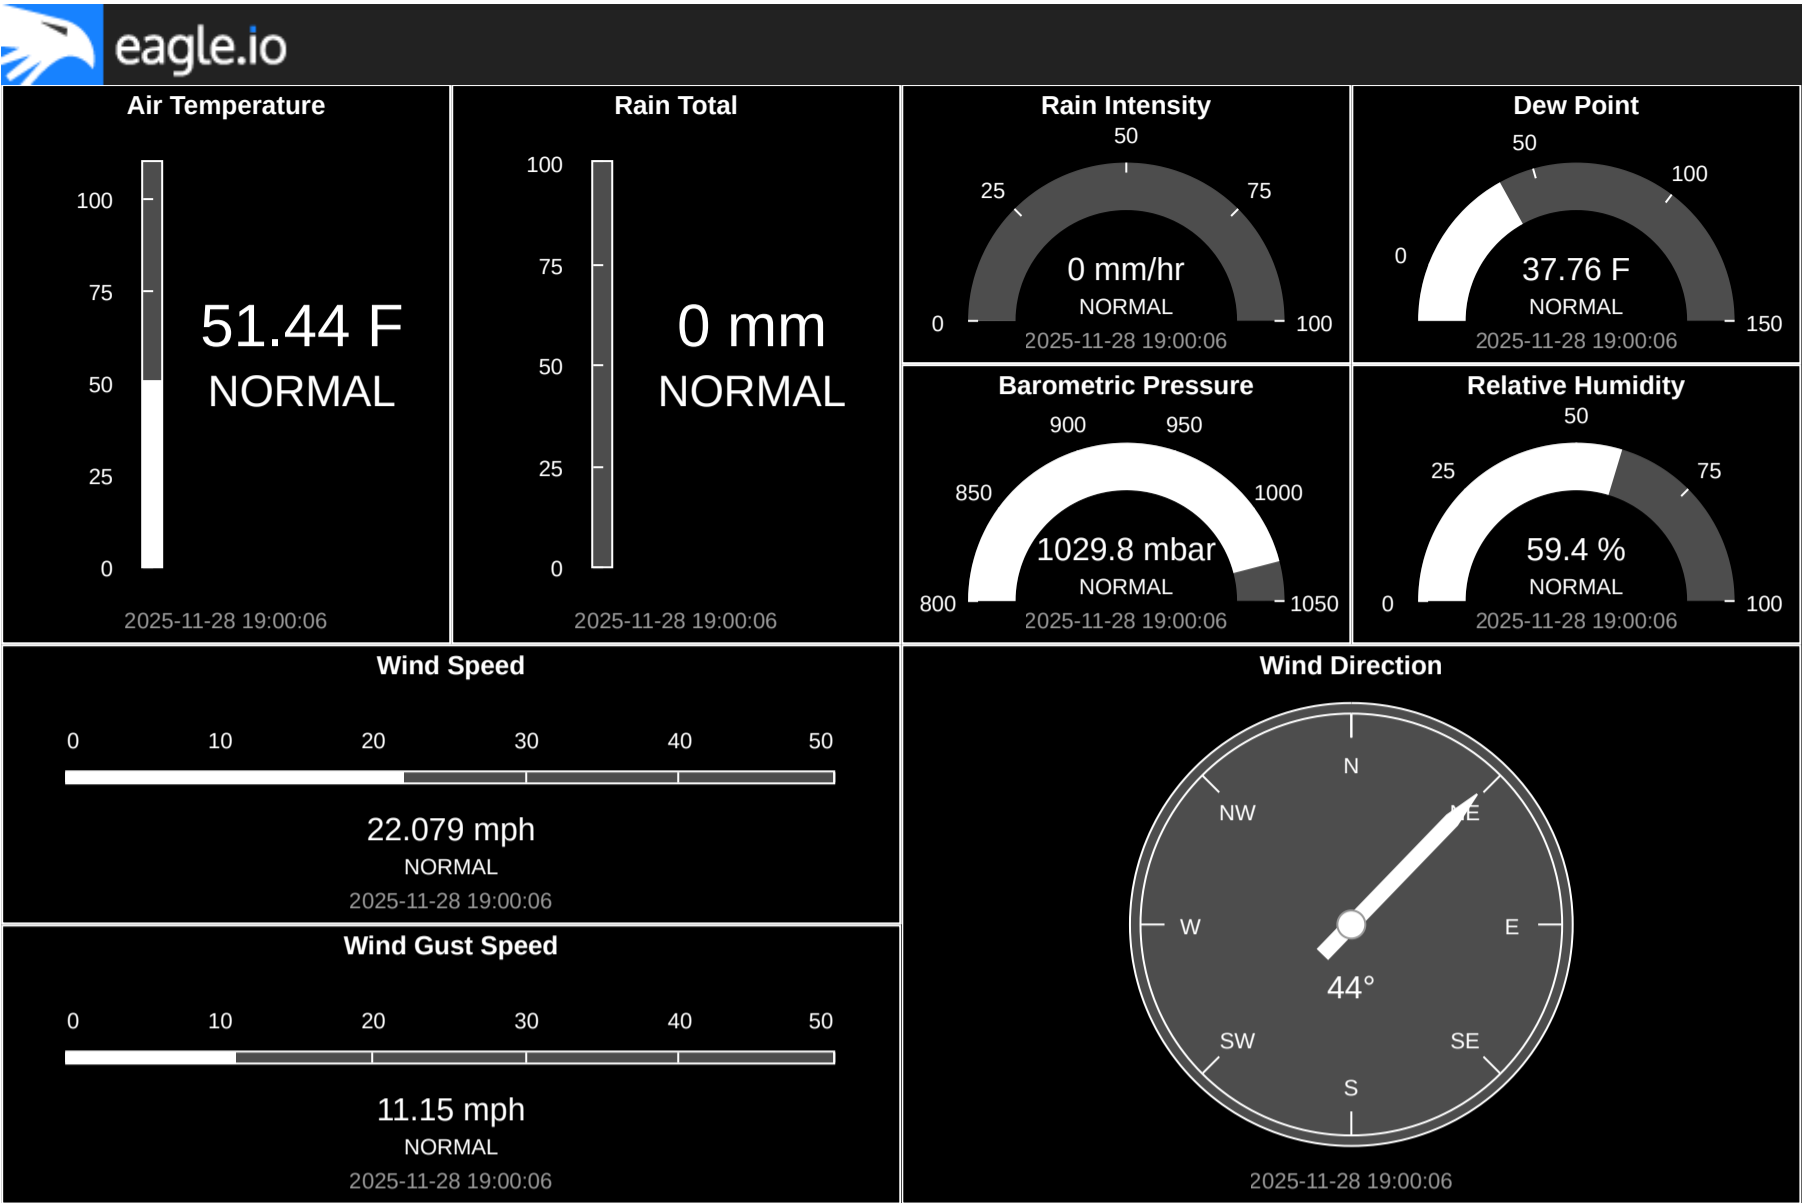 eagle.io
Air Temperature
100
75
50
25
0
51.44 F
NORMAL
2025-11-28 19:00:06
Rain Total
100
75
50
25
0
0 mm
NORMAL
2025-11-28 19:00:06
Rain Intensity
50
25
75
0
100
0 mm/hr
NORMAL
2025-11-28 19:00:06
Dew Point
50
100
0
150
37.76 F
NORMAL
2025-11-28 19:00:06
Barometric Pressure
900
950
850
1000
800
1050
1029.8 mbar
NORMAL
2025-11-28 19:00:06
Relative Humidity
50
25
75
0
100
59.4 %
NORMAL
2025-11-28 19:00:06
Wind Speed
0 10 20 30 40 50
22.079 mph
NORMAL
2025-11-28 19:00:06
Wind Gust Speed
0 10 20 30 40 50
11.15 mph
NORMAL
2025-11-28 19:00:06
Wind Direction
N
NW
NE
W
E
44°
SW
SE
S
2025-11-28 19:00:06